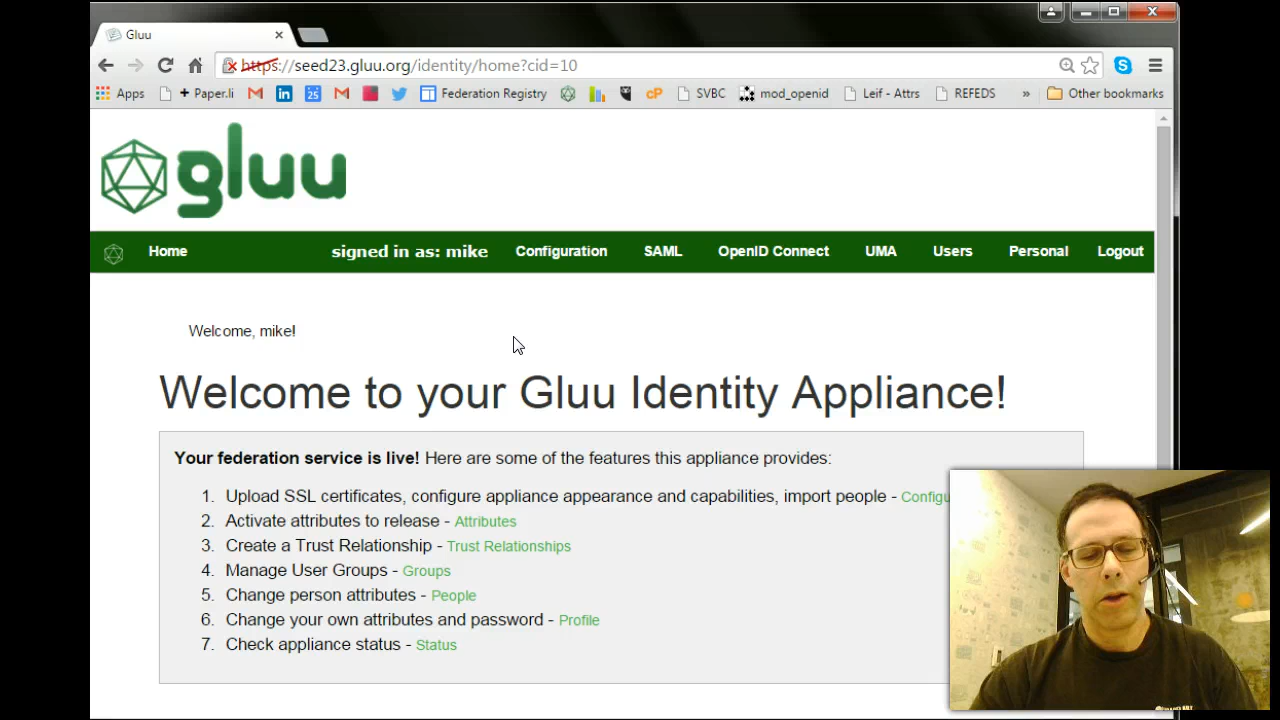 Gluu
https://seed23.gluu.org/identity/home?cid=10
Apps + Paper.li 25 Federation Registry cP SVBC mod_openid Leif - Attrs REFEDS » Other bookmarks
gluu
Home signed in as: mike Configuration SAML OpenID Connect UMA Users Personal Logout
Welcome, mike!
Welcome to your Gluu Identity Appliance!
Your federation service is live! Here are some of the features this appliance provides:
1. Upload SSL certificates, configure appliance appearance and capabilities, import people - Configu
2. Activate attributes to release - Attributes
3. Create a Trust Relationship - Trust Relationships
4. Manage User Groups - Groups
5. Change person attributes - People
6. Change your own attributes and password - Profile
7. Check appliance status - Status